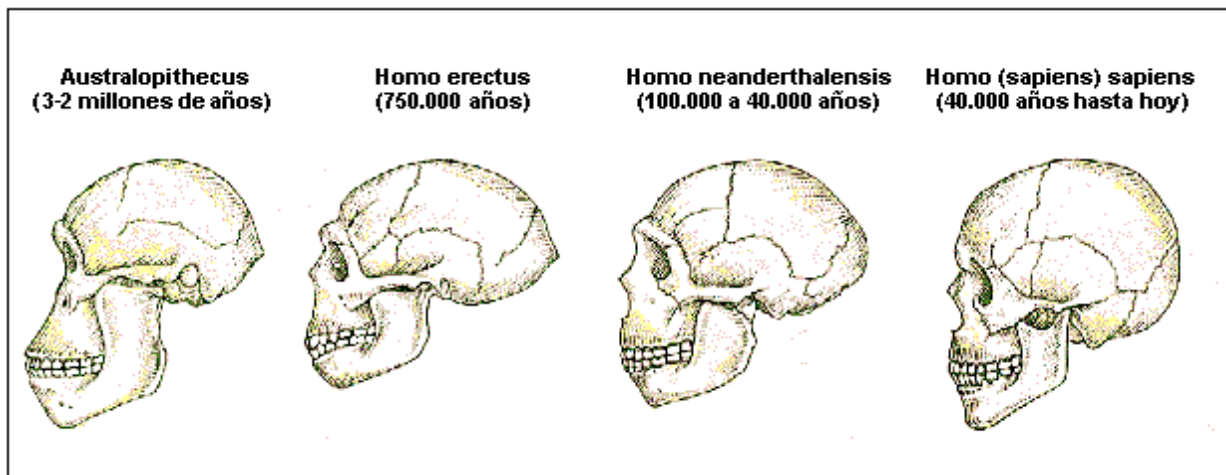 Australopithecus
(3-2 millones de años)
Homo erectus
(750.000 años)
Homo neanderthalensis
(100.000 a 40.000 años)
Homo (sapiens) sapiens
(40.000 años hasta hoy)